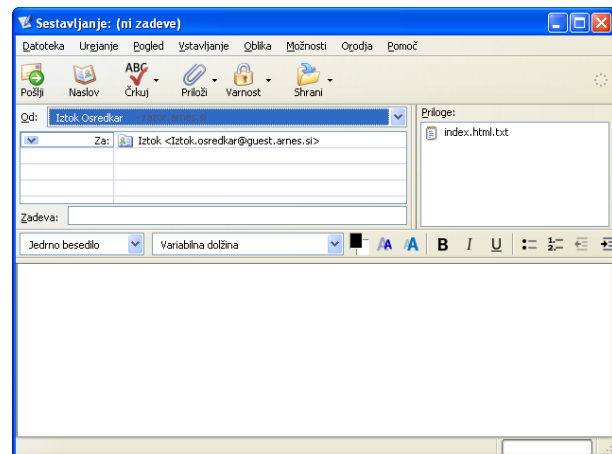 Sestavljanje: (ni zadeve)
Datoteka Urejanje Pogled Vstavljanje Oblika Možnosti Orodja Pomoč
Pošlji Naslov Črkuj Priloži Varnost Shrani
ABC
Od: Iztok Osredkar
Priloge:
index.html.txt
Za: Iztok <Iztok.osredkar@guest.arnes.si>
Zadeva:
Jedrno besedilo Variabilna dolžina B I U